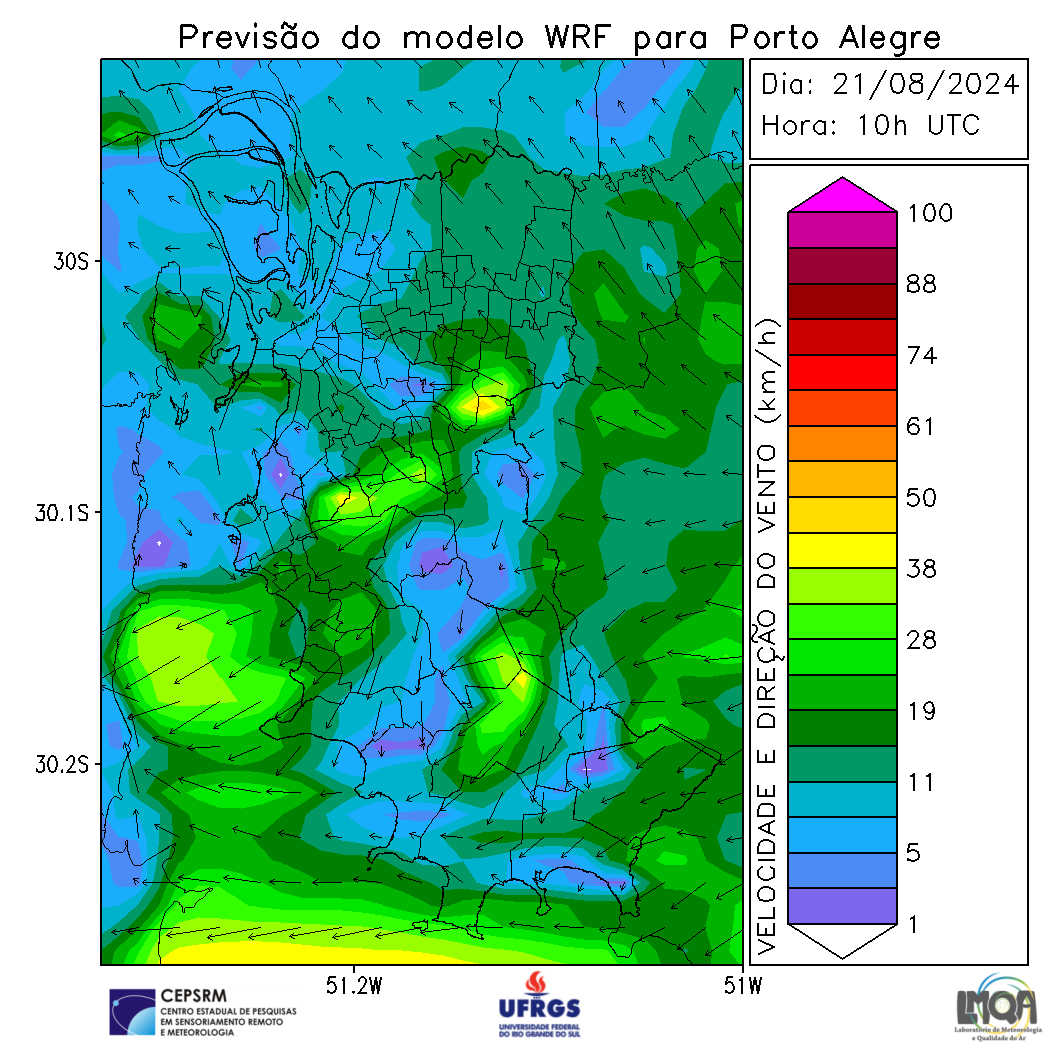 Previsão do modelo WRF para Porto Alegre
Dia: 21/08/2024
Hora: 10h UTC
30S
30.1S
30.2S
51.2W
51W
VELOCIDADE E DIREÇÃO DO VENTO (km/h)
100
88
74
61
50
38
28
19
11
5
1
CEPSRM
CENTRO ESTADUAL DE PESQUISAS
EM SENSORIAMENTO REMOTO
E METEOROLOGIA
UFRGS
UNIVERSIDADE FEDERAL
DO RIO GRANDE DO SUL
LMQA
Laboratório de Meteorologia
e Qualidade do Ar